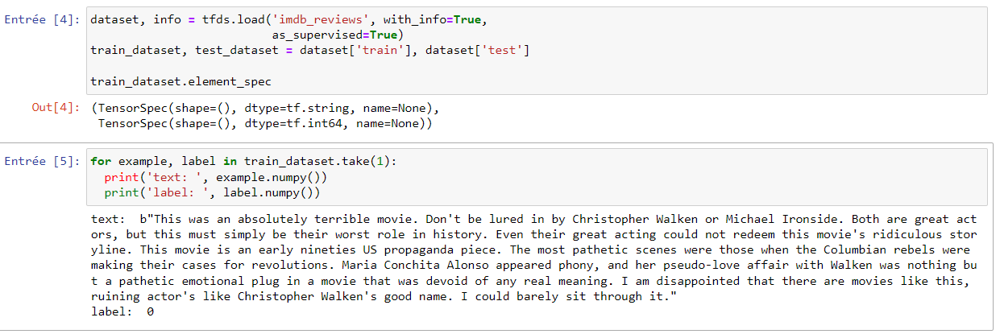 Entrée [4]: dataset, info = tfds.load('imdb_reviews', with_info=True,
as_supervised=True)
train_dataset, test_dataset = dataset['train'], dataset['test']
train_dataset.element_spec
Out[4]: (TensorSpec(shape=(), dtype=tf.string, name=None),
TensorSpec(shape=(), dtype=tf.int64, name=None))
Entrée [5]: for example, label in train_dataset.take(1):
print('text: ', example.numpy())
print('label: ', label.numpy())
text:  b"This was an absolutely terrible movie. Don't be lured in by Christopher Walken or Michael Ironside. Both are great act
ors, but this must simply be their worst role in history. Even their great acting could not redeem this movie's ridiculous stor
yline. This movie is an early nineties US propaganda piece. The most pathetic scenes were those when the Columbian rebels were
making their cases for revolutions. Maria Conchita Alonso appeared phony, and her pseudo-love affair with Walken was nothing bu
t a pathetic emotional plug in a movie that was devoid of any real meaning. I am disappointed that there are movies like this,
ruining actor's like Christopher Walken's good name. I could barely sit through it."
label:  0